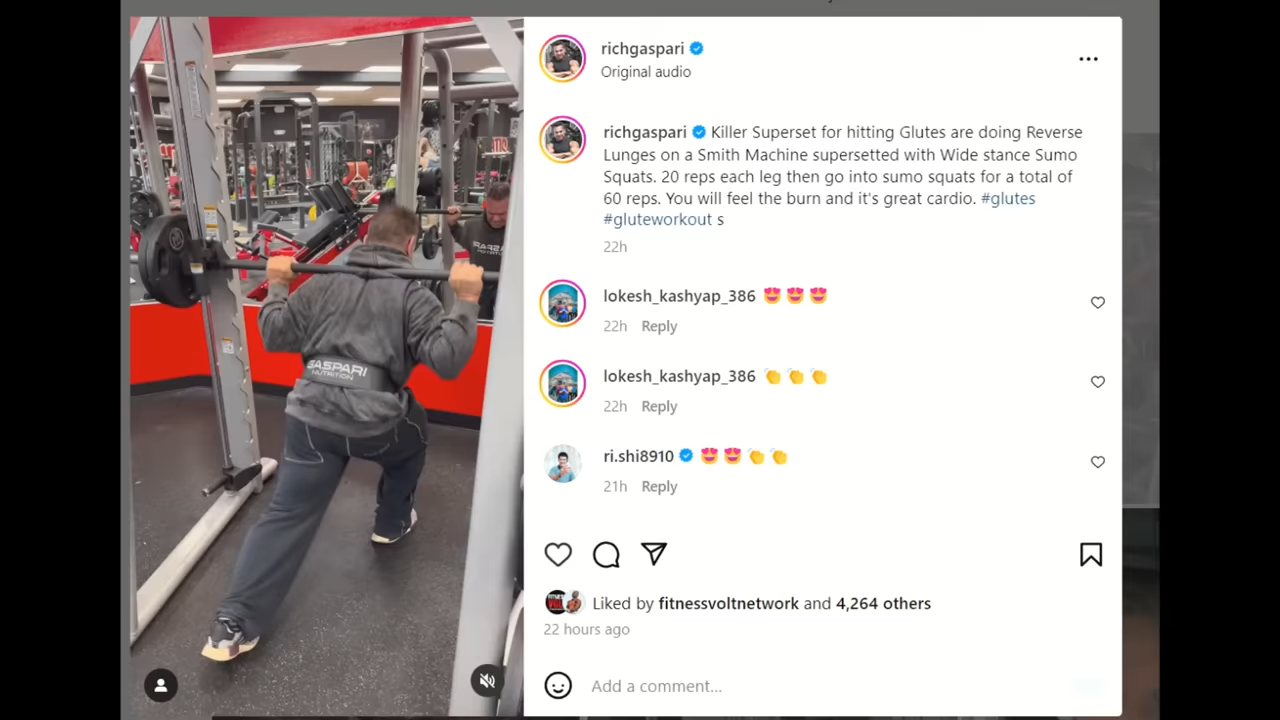 richgaspari
Original audio
richgaspari Killer Superset for hitting Glutes are doing Reverse
Lunges on a Smith Machine supersetted with Wide stance Sumo
Squats. 20 reps each leg then go into sumo squats for a total of
60 reps. You will feel the burn and it's great cardio. #glutes
#gluteworkout s
22h
lokesh_kashyap_386 😍😍😍
22h Reply
lokesh_kashyap_386 👏👏👏
22h Reply
ri.shi8910 😍😍👏👏
21h Reply
Liked by fitnessvoltnetwork and 4,264 others
22 hours ago
Add a comment...
GASPARI
NUTRITION